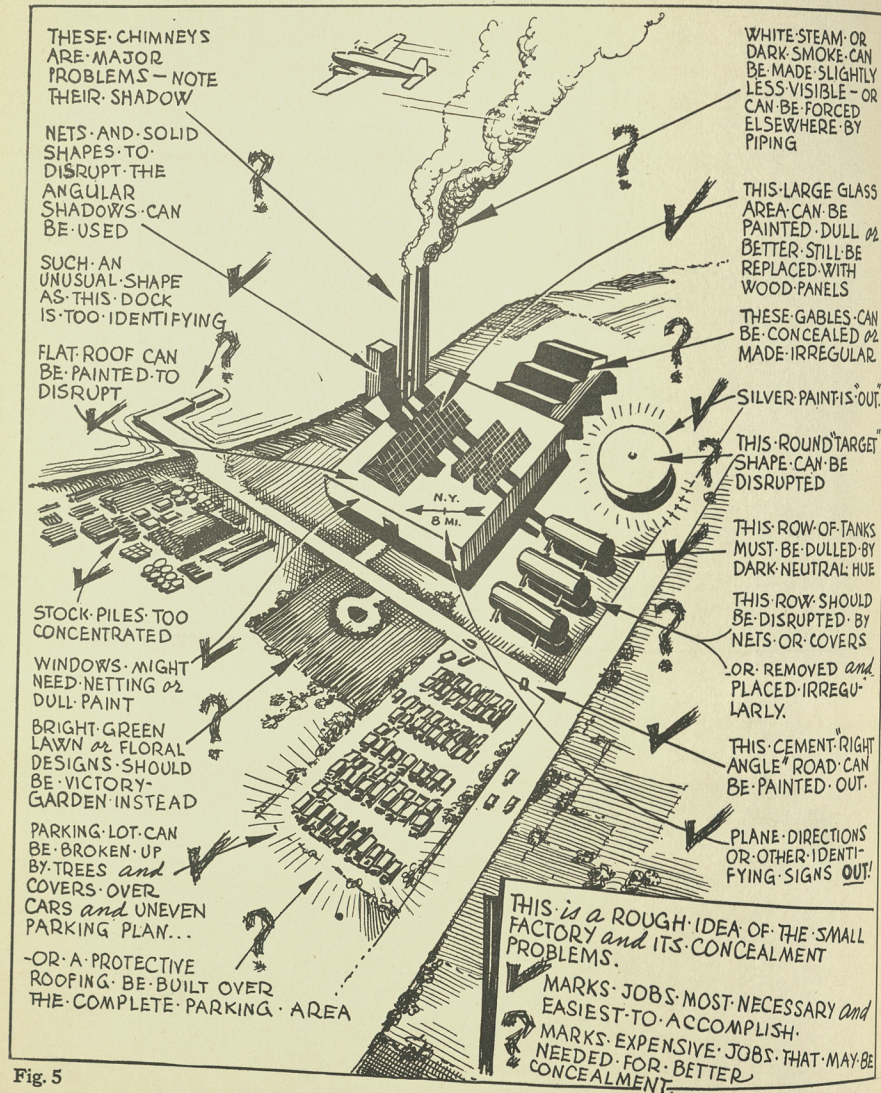 THESE·CHIMNEYS
ARE·MAJOR
PROBLEMS—NOTE
THEIR·SHADOW
NETS·AND·SOLID
SHAPES·TO·
DISRUPT·THE
ANGULAR
SHADOWS·CAN
BE·USED
SUCH·AN
UNUSUAL·SHAPE
AS·THIS·DOCK
IS·TOO·IDENTIFYING
FLAT·ROOF·CAN
BE·PAINTED·TO
DISRUPT
STOCK·PILES·TOO
CONCENTRATED
WINDOWS·MIGHT
NEED·NETTING or
DULL·PAINT
BRIGHT·GREEN
LAWN or FLORAL
DESIGNS·SHOULD
BE·VICTORY-
GARDEN·INSTEAD
PARKING·LOT·CAN
BE·BROKEN·UP
BY·TREES and
COVERS·OVER
CARS and UNEVEN
PARKING·PLAN...
-OR·A·PROTECTIVE
ROOFING·BE·BUILT·OVER
THE·COMPLETE·PARKING·AREA
N.Y.
8 MI.
WHITE·STEAM·OR
DARK·SMOKE·CAN
BE·MADE·SLIGHTLY
LESS·VISIBLE-OR
CAN·BE·FORCED
ELSEWHERE·BY
PIPING
THIS·LARGE·GLASS
AREA·CAN·BE
PAINTED·DULL or
BETTER·STILL·BE
REPLACED·WITH
WOOD·PANELS
THESE·GABLES·CAN
BE·CONCEALED or
MADE·IRREGULAR
SILVER·PAINT·IS·"OUT."
THIS·ROUND"TARGET"
SHAPE·CAN·BE
DISRUPTED
THIS·ROW·OF·TANKS
MUST·BE·DULLED·BY
DARK·NEUTRAL·HUE
THIS·ROW·SHOULD
BE·DISRUPTED·BY
NETS·OR·COVERS
-OR·REMOVED and
PLACED·IRREGU-
LARLY.
THIS·CEMENT"RIGHT
ANGLE"ROAD·CAN
BE·PAINTED·OUT.
PLANE·DIRECTIONS
OR·OTHER·IDENTI-
FYING·SIGNS OUT!
THIS is a ROUGH·IDEA·OF·THE·SMALL
FACTORY and ITS·CONCEALMENT
PROBLEMS.
MARKS·JOBS·MOST·NECESSARY and
EASIEST·TO·ACCOMPLISH·
? MARKS·EXPENSIVE·JOBS·THAT·MAY·BE
NEEDED·FOR·BETTER
CONCEALMENT
Fig. 5